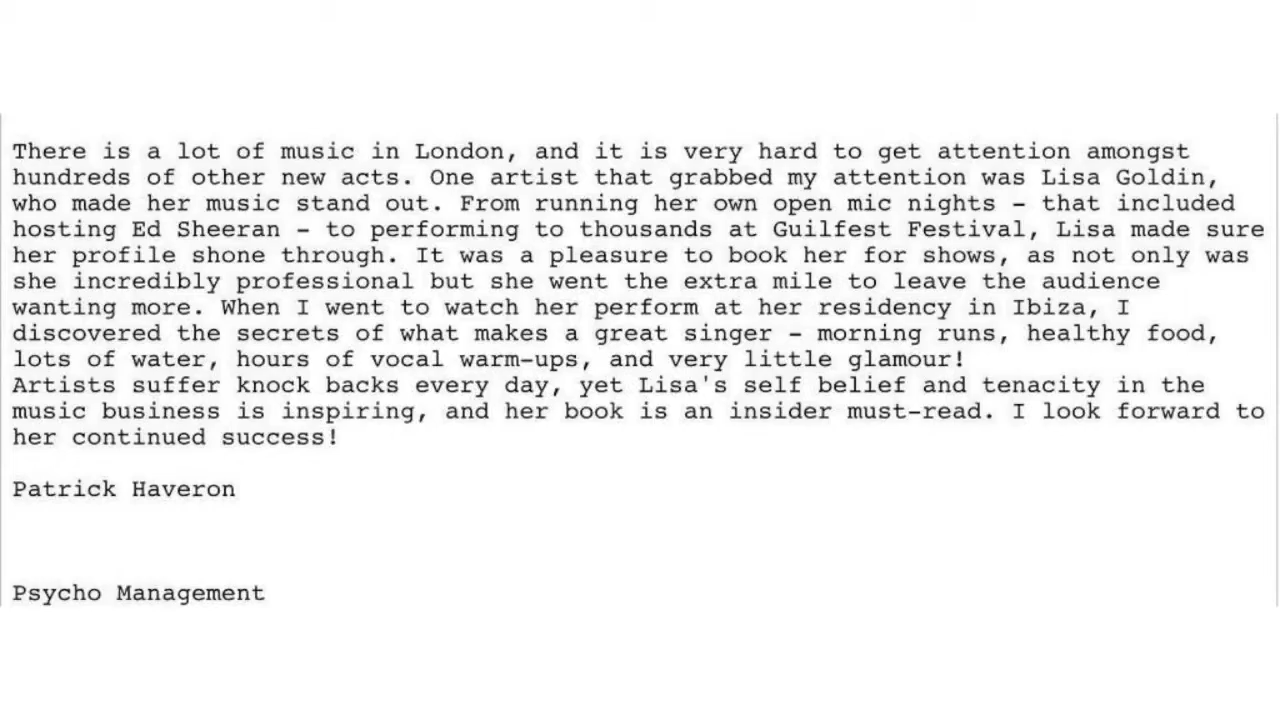 There is a lot of music in London, and it is very hard to get attention amongst
hundreds of other new acts. One artist that grabbed my attention was Lisa Goldin,
who made her music stand out. From running her own open mic nights - that included
hosting Ed Sheeran - to performing to thousands at Guilfest Festival, Lisa made sure
her profile shone through. It was a pleasure to book her for shows, as not only was
she incredibly professional but she went the extra mile to leave the audience
wanting more. When I went to watch her perform at her residency in Ibiza, I
discovered the secrets of what makes a great singer - morning runs, healthy food,
lots of water, hours of vocal warm-ups, and very little glamour!
Artists suffer knock backs every day, yet Lisa's self belief and tenacity in the
music business is inspiring, and her book is an insider must-read. I look forward to
her continued success!
Patrick Haveron
Psycho Management